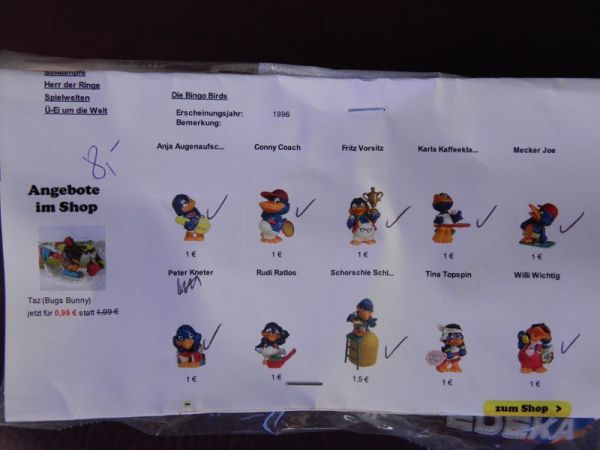 Herr der Ringe
Spielwelten
Ü-Ei um die Welt
8,-
Angebote
im Shop
Taz (Bugs Bunny)
jetzt für 0,99 € statt 1,99 €
Die Bingo Birds
Erscheinungsjahr: 1996
Bemerkung:
Anja Augenaufsc... Conny Coach Fritz Vorsitz Karla Kaffeekla... Mecker Joe
1 € 1 € 1 € 1 € 1 €
Peter Kneter Rudi Ratlos Schorschie Schl... Tina Topspin Willi Wichtig
1 € 1 € 1,5 € 1 € 1 €
zum Shop >
EDEKA